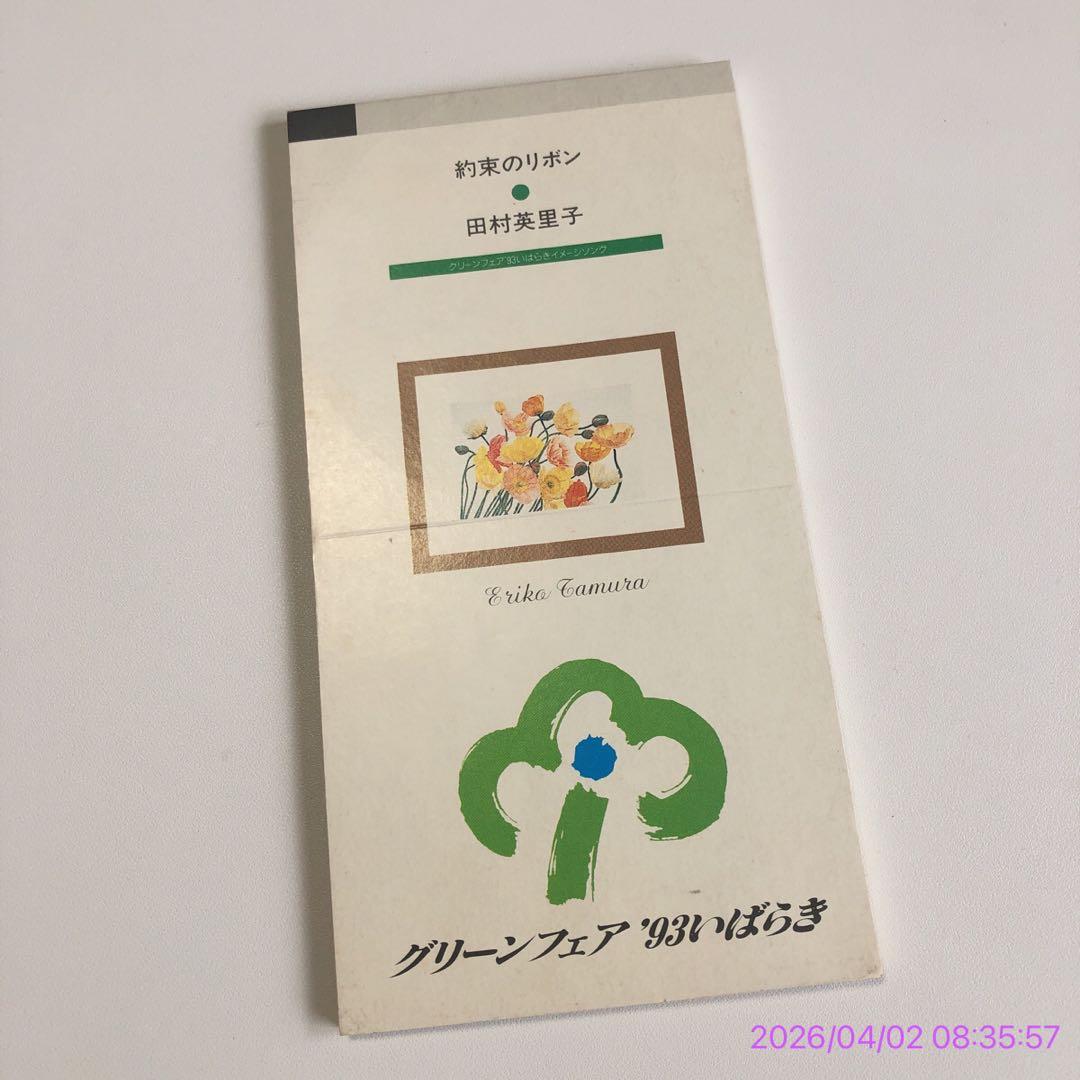 約束のリボン
●
田村英里子
グリーンフェア'93いばらきイメージソング
Eriko Tamura
グリーンフェア '93いばらき
2026/04/02 08:35:57